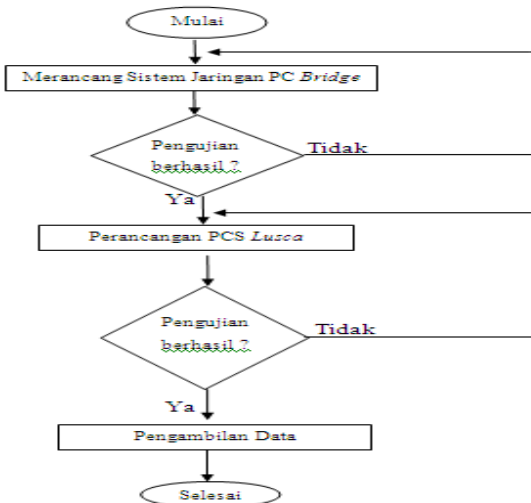 Mulai
Merancang Sistem Jaringan PC Bridge
Pengujian
berhasil ?
Tidak
Ya
Perancangan PCS Lusca
Pengujian
berhasil ?
Tidak
Ya
Pengambilan Data
Selesai